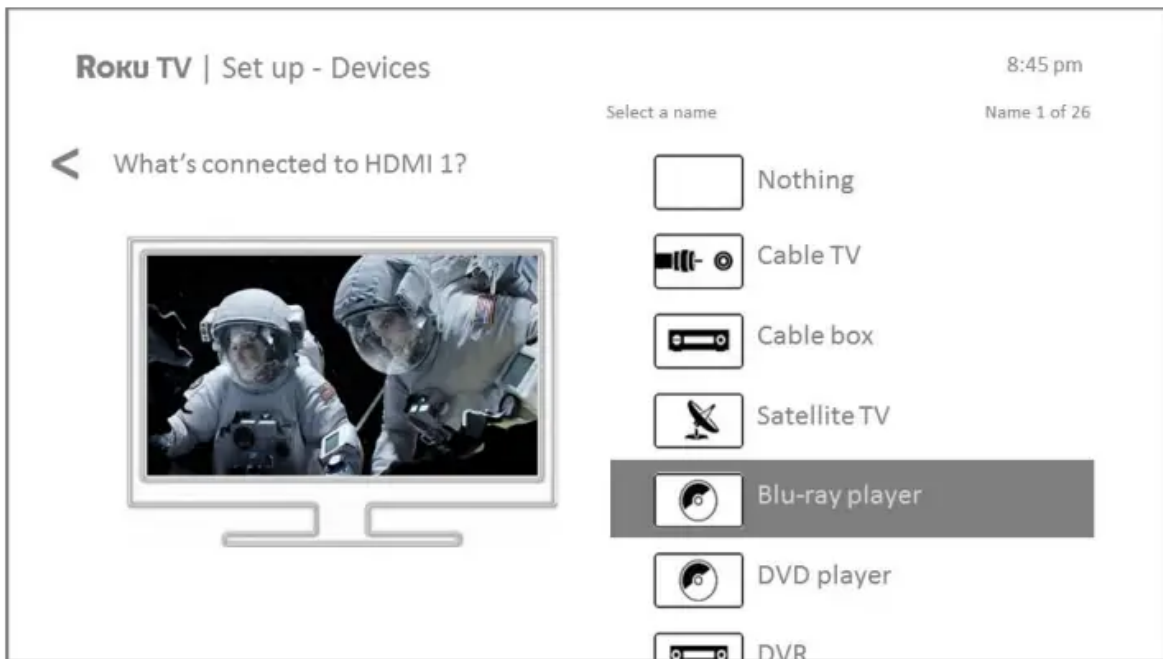 ROKU TV | Set up - Devices
8:45 pm
Select a name
Name 1 of 26
< What's connected to HDMI 1?
Nothing
Cable TV
Cable box
Satellite TV
Blu-ray player
DVD player
DVR